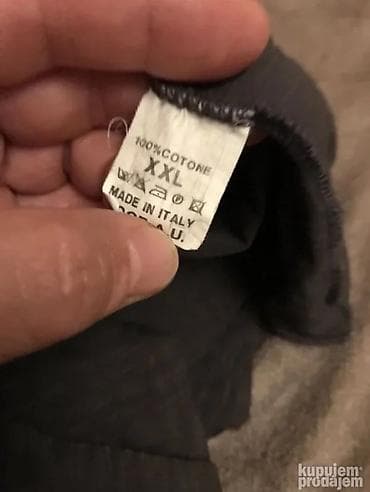 100% COTONE
XXL
MADE IN ITALY
A.U.
kupujem
prodajem